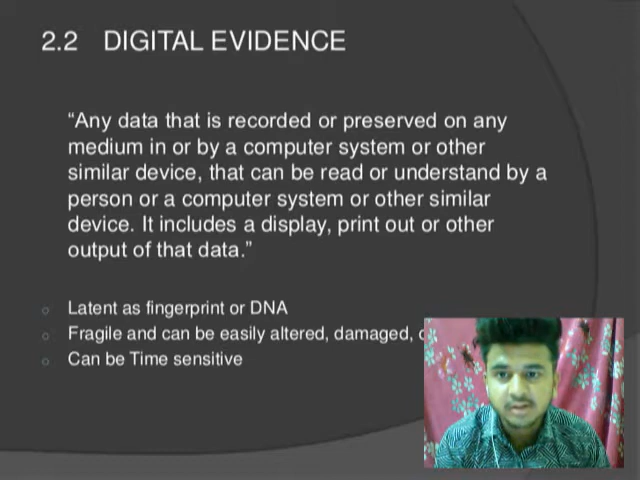 2.2 DIGITAL EVIDENCE
“Any data that is recorded or preserved on any
medium in or by a computer system or other
similar device, that can be read or understand by a
person or a computer system or other similar
device. It includes a display, print out or other
output of that data.”
Latent as fingerprint or DNA
Fragile and can be easily altered, damaged,
Can be Time sensitive